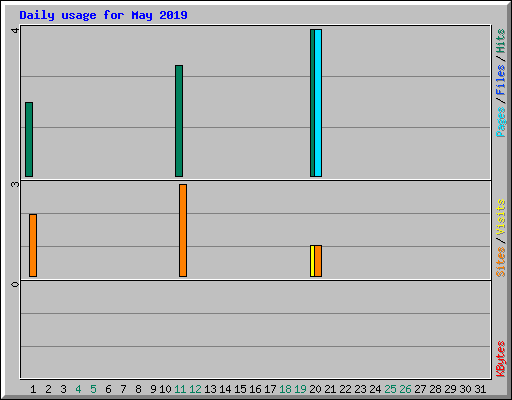 Daily usage for May 2019
4
Pages / Files / Hits
3
Sites / Visits
0
KBytes
1 2 3 4 5 6 7 8 9 10 11 12 13 14 15 16 17 18 19 20 21 22 23 24 25 26 27 28 29 30 31